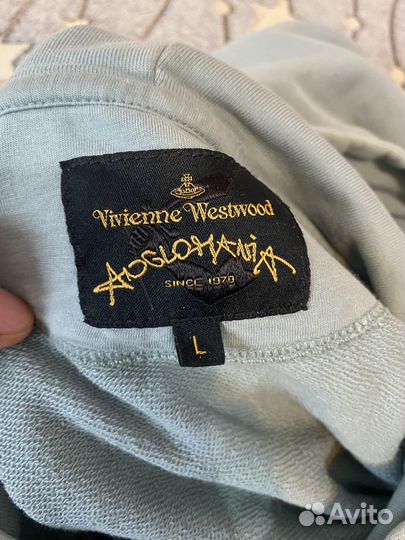 Vivienne Westwood
ANGLOMANIA
SINCE 1970
L
Avito